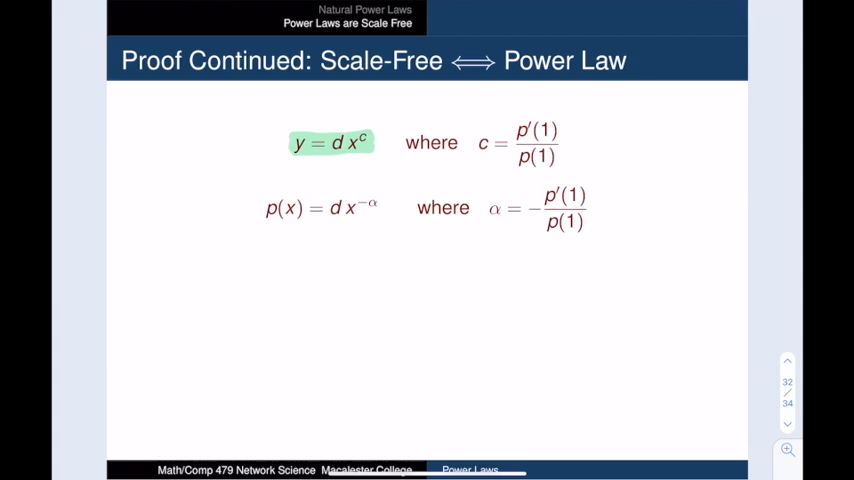 Natural Power Laws
Power Laws are Scale Free
Proof Continued: Scale-Free ⟺ Power Law
y = d x^c where c = p′(1)/p(1)
p(x) = d x^−α where α = −p′(1)/p(1)
32
/
34
Math/Comp 479 Network Science Macalester College Power Laws